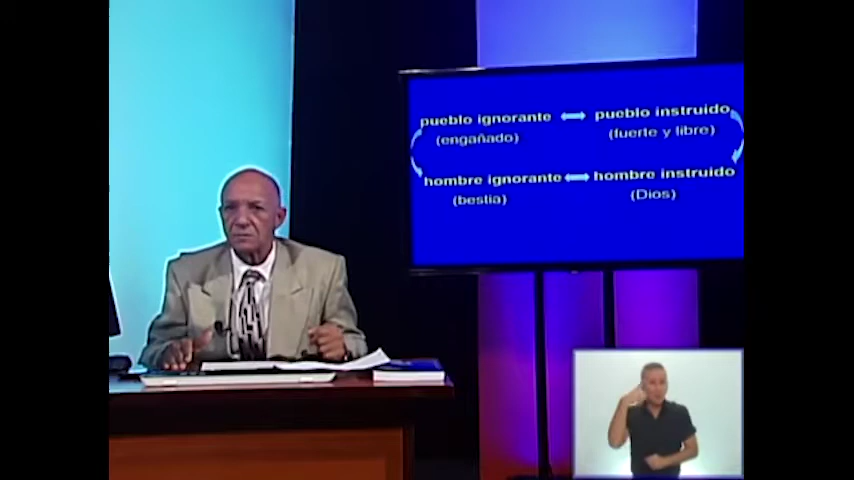 pueblo ignorante pueblo instruido
(engañado) (fuerte y libre)
hombre ignorante hombre instruido
(bestia) (Dios)